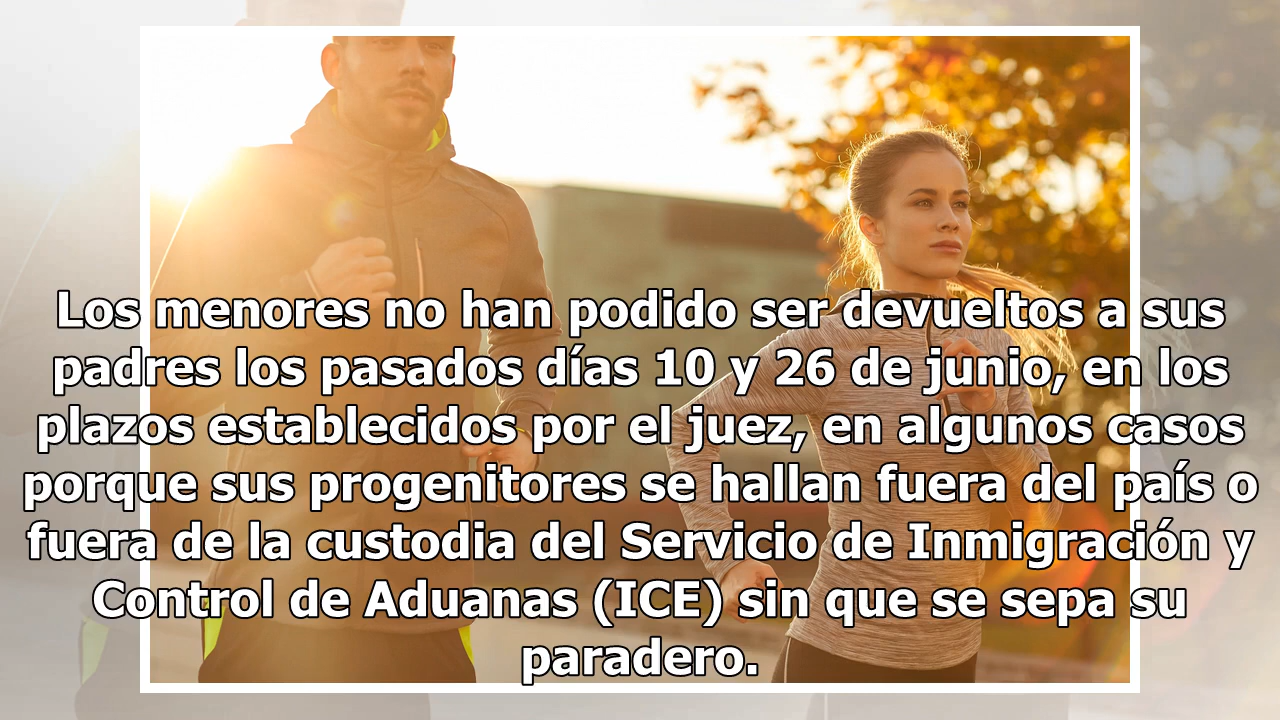 Los menores no han podido ser devueltos a sus
padres los pasados días 10 y 26 de junio, en los
plazos establecidos por el juez, en algunos casos
porque sus progenitores se hallan fuera del país o
fuera de la custodia del Servicio de Inmigración y
Control de Aduanas (ICE) sin que se sepa su
paradero.